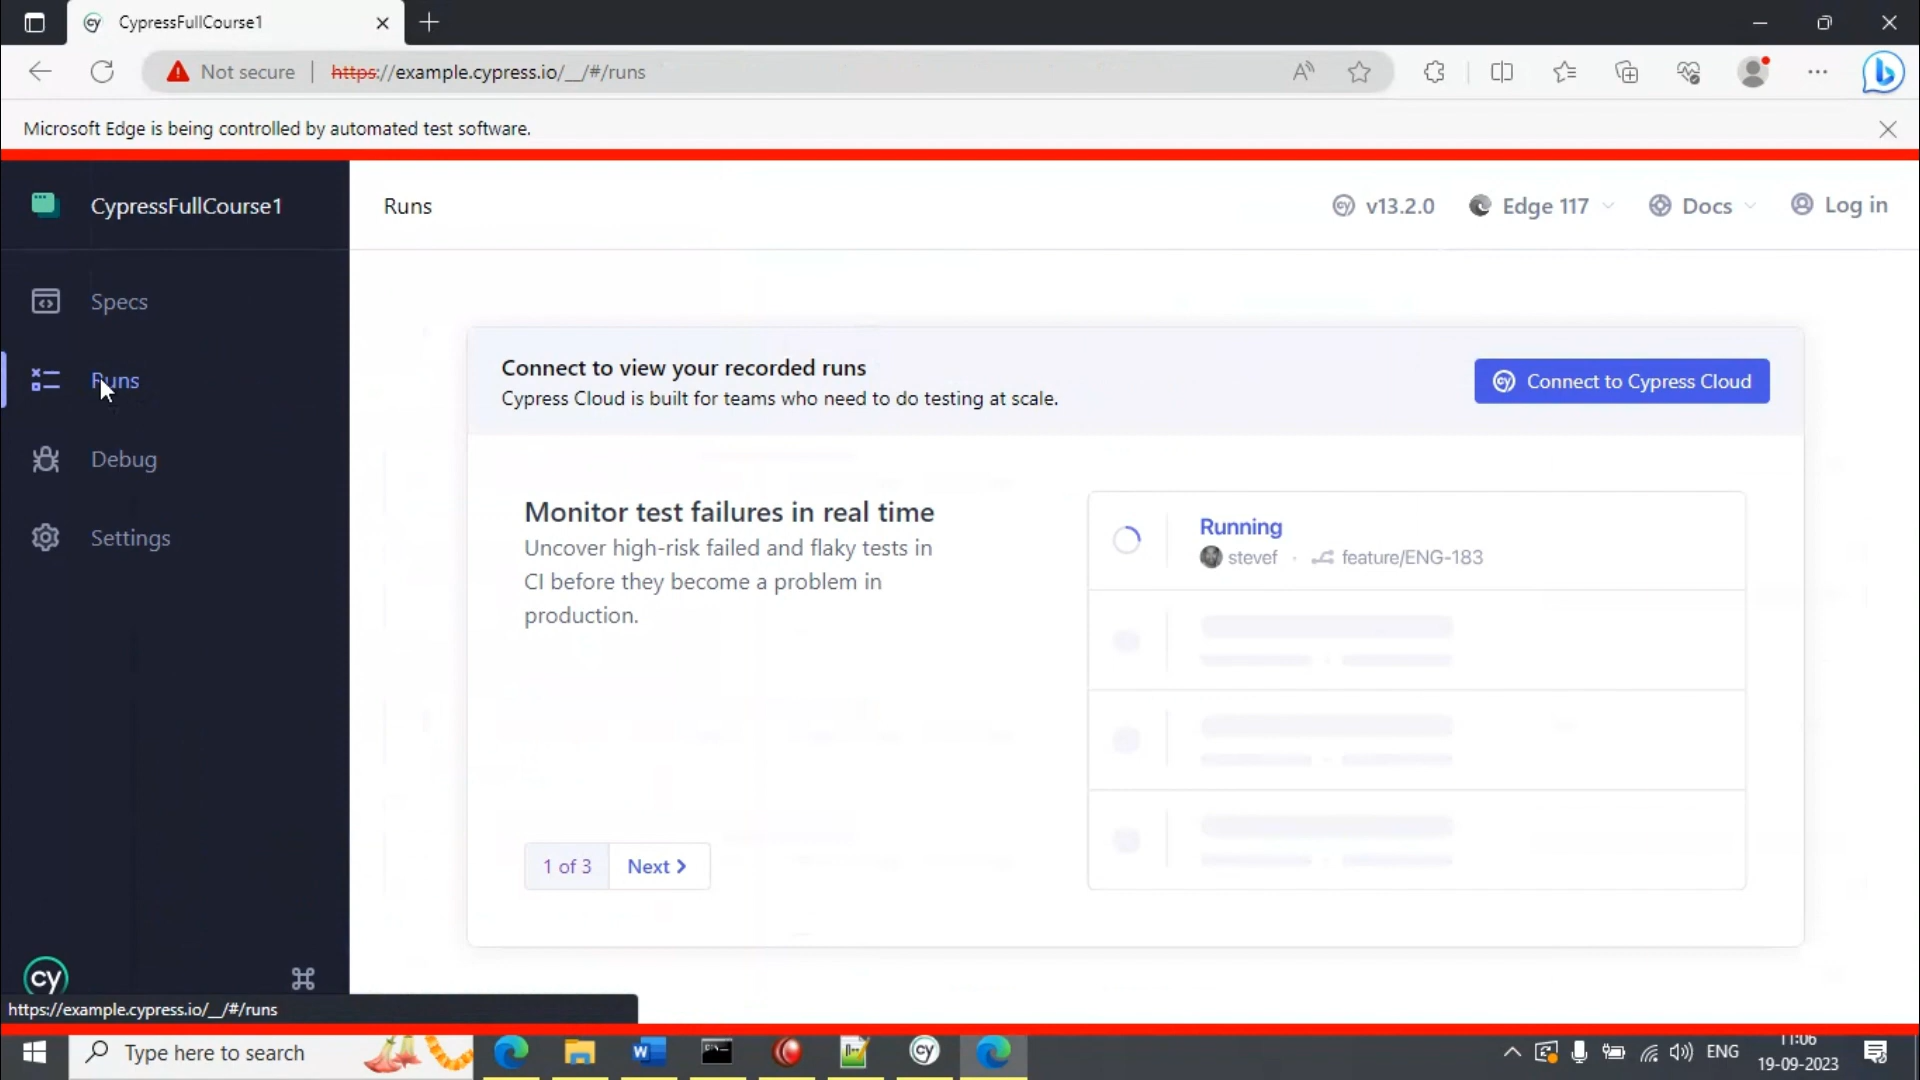 CypressFullCourse1
Not secure
https://example.cypress.io/__/#/runs
Microsoft Edge is being controlled by automated test software.
CypressFullCourse1
Runs
v13.2.0
Edge 117
Docs
Log in
Specs
Runs
Debug
Settings
Connect to view your recorded runs
Cypress Cloud is built for teams who need to do testing at scale.
Connect to Cypress Cloud
Monitor test failures in real time
Uncover high-risk failed and flaky tests in
CI before they become a problem in
production.
Running
stevef · feature/ENG-183
1 of 3
Next
cy
https://example.cypress.io/__/#/runs
Type here to search
ENG
11:06
19-09-2023